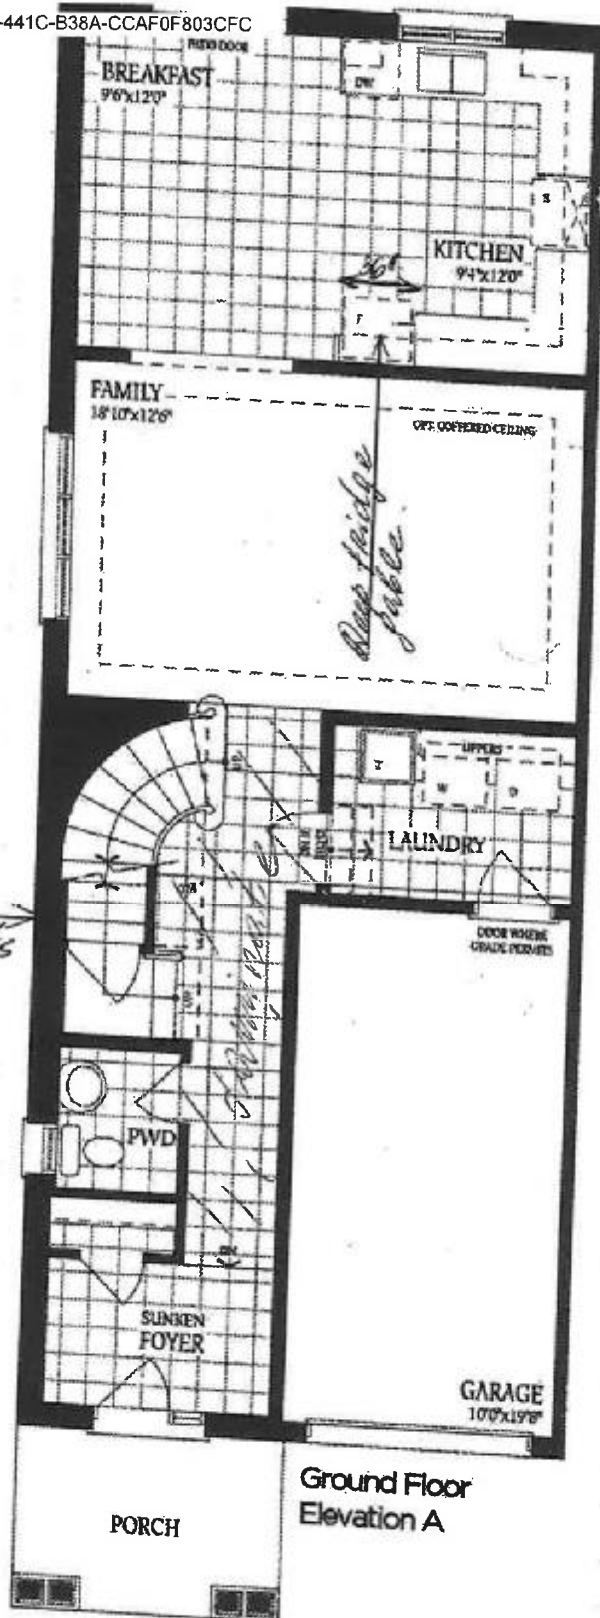 -441C-B38A-CCAF0F803CFC
PATIO DOOR
BREAKFAST
9'6"x12'0"
DW
KITCHEN
9'4"x12'0"
36"
F
FAMILY
18'10"x12'6"
OPT. COFFERED CEILING
Deep fridge
gable.
UPPERS
W
D
LAUNDRY
DOOR WHERE
GRADE PERMITS
PWD
DN
SUNKEN
FOYER
GARAGE
10'0"x19'8"
Ground Floor
Elevation A
PORCH